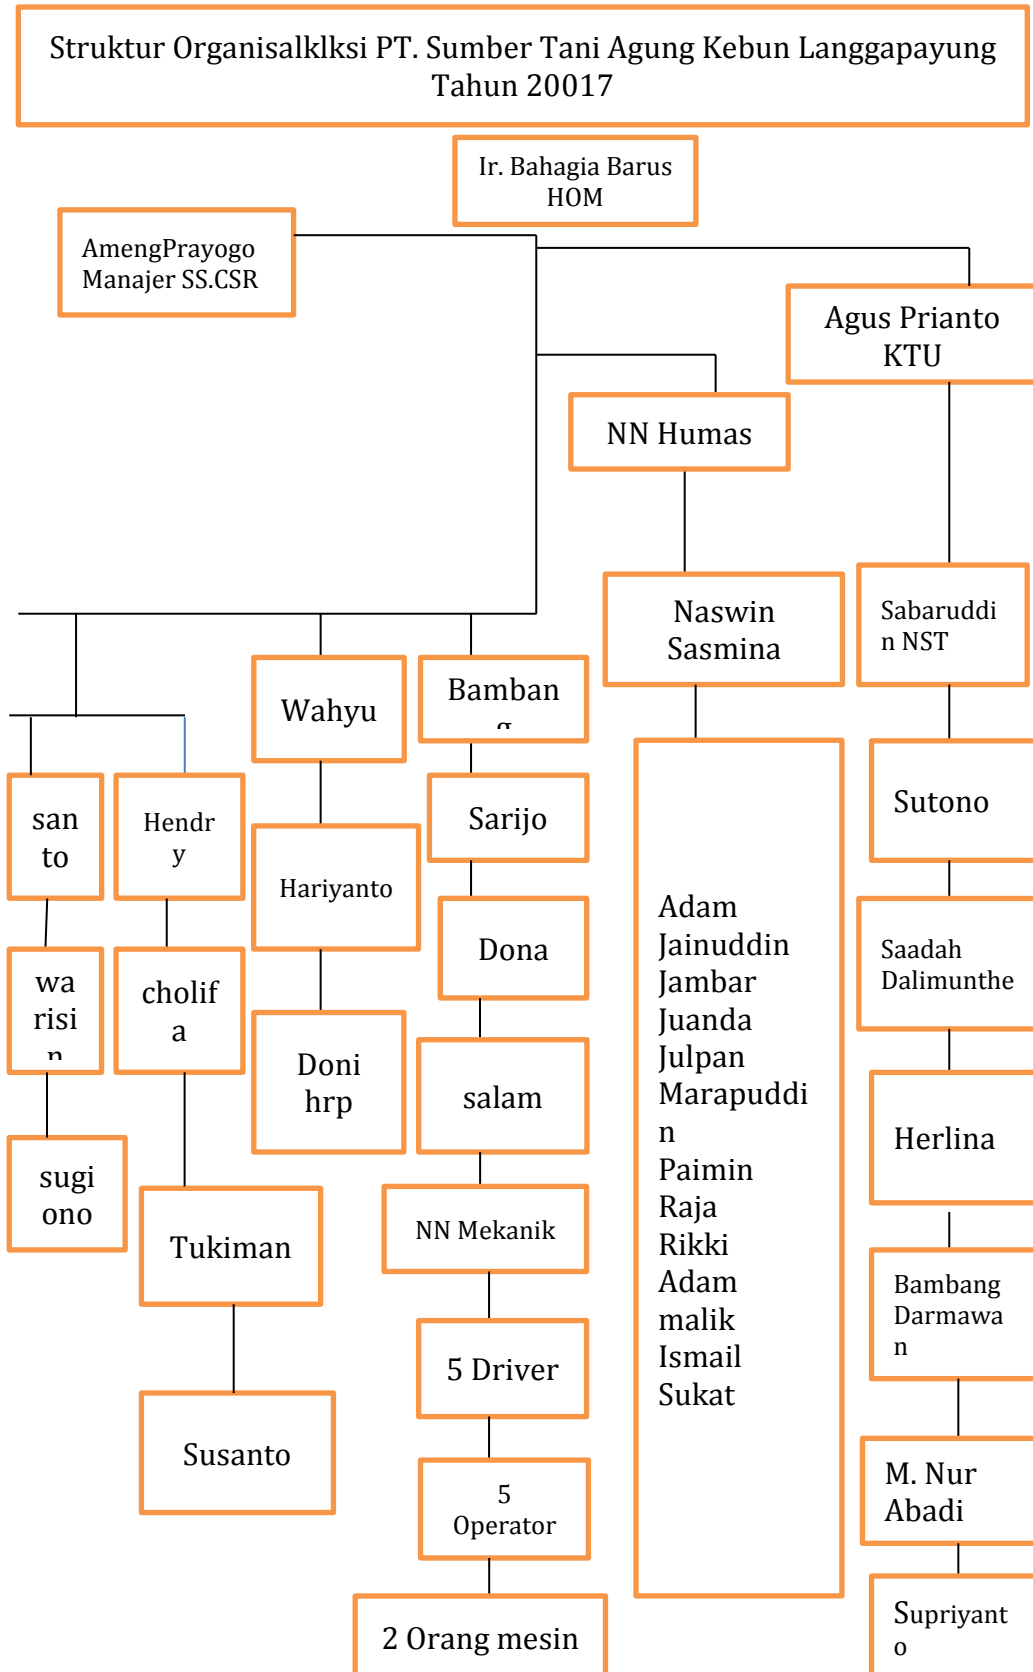 Struktur Organisalklksi PT. Sumber Tani Agung Kebun Langgapayung
Tahun 20017
Ir. Bahagia Barus
HOM
AmengPrayogo
Manajer SS.CSR
Agus Prianto
KTU
NN Humas
Naswin
Sasmina
Sabaruddi
n NST
Wahyu
Bamban
g
san
to
Hendr
y
Sarijo
Sutono
Hariyanto
Adam
Jainuddin
Jambar
Juanda
Julpan
Marapuddi
n
Paimin
Raja
Rikki
Adam
malik
Ismail
Sukat
Dona
Saadah
Dalimunthe
wa
risi
n
cholif
a
Doni
hrp
salam
Herlina
sugi
ono
Tukiman
NN Mekanik
Bambang
Darmawa
n
5 Driver
Susanto
5
Operator
M. Nur
Abadi
2 Orang mesin
Supriyant
o